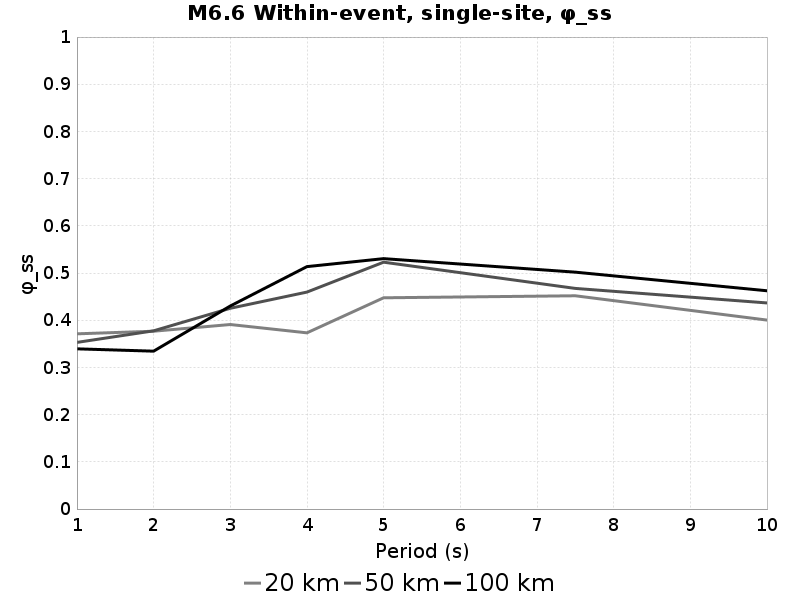 M6.6 Within-event, single-site, φ_ss
1
0.9
0.8
0.7
0.6
0.5
0.4
0.3
0.2
0.1
0
φ_ss
1 2 3 4 5 6 7 8 9 10
Period (s)
20 km 50 km 100 km